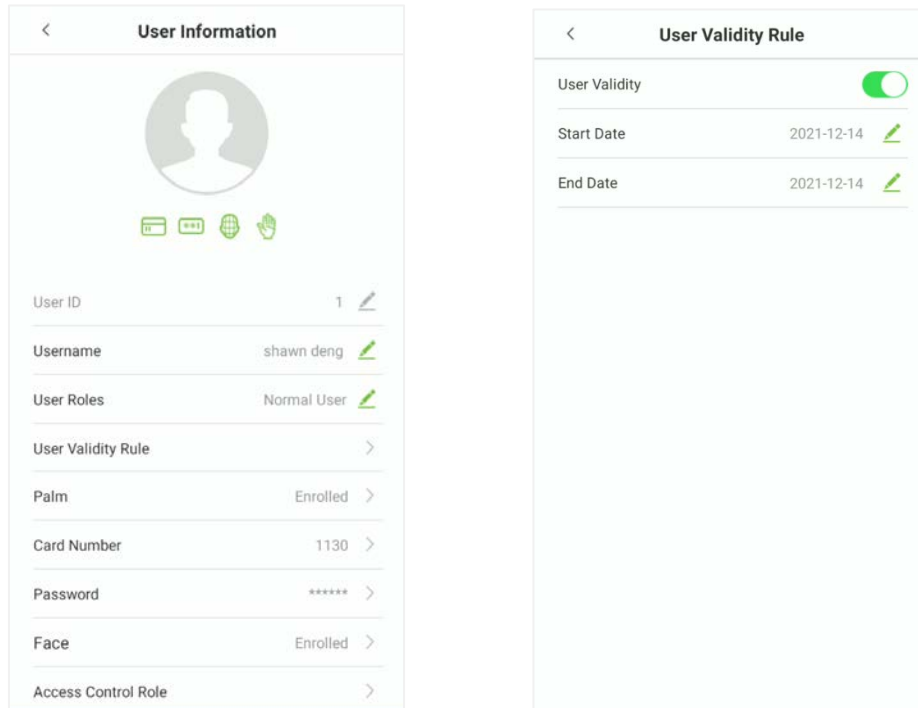 User Information
User ID 1
Username shawn deng
User Roles Normal User
User Validity Rule
Palm Enrolled
Card Number 1130
Password ******
Face Enrolled
Access Control Role
User Validity Rule
User Validity
Start Date 2021-12-14
End Date 2021-12-14